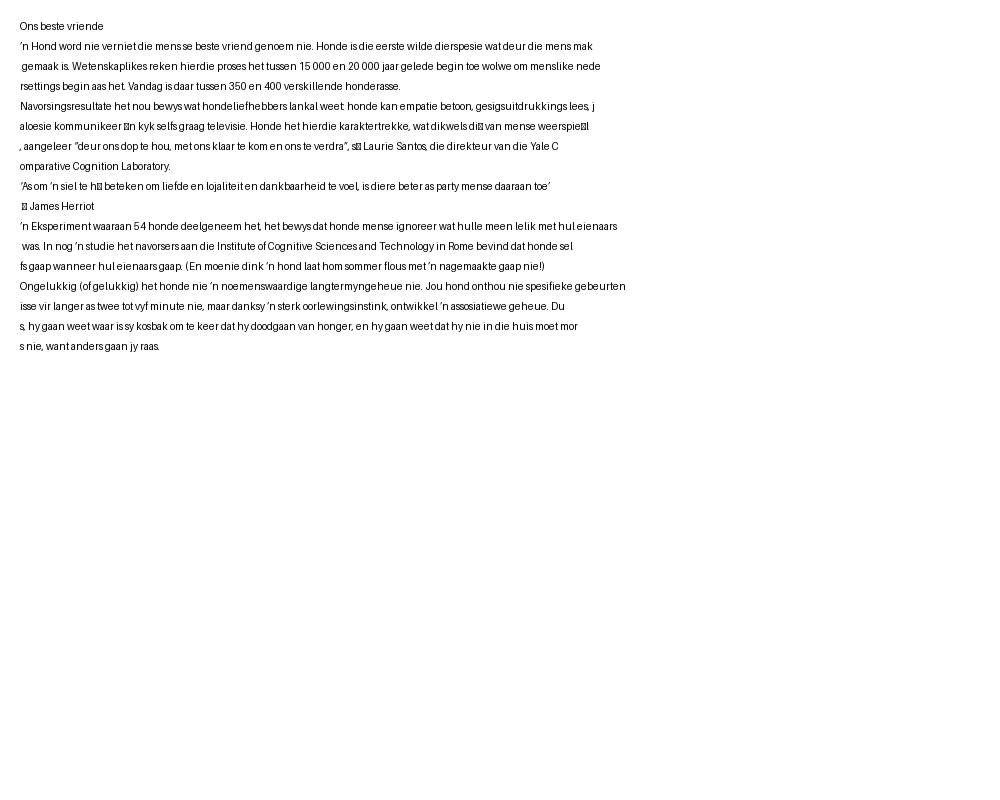 Ons beste vriende
’n Hond word nie verniet die mens se beste vriend genoem nie. Honde is die eerste wilde dierspesie wat deur die mens mak
gemaak is. Wetenskaplikes reken hierdie proses het tussen 15 000 en 20 000 jaar gelede begin toe wolwe om menslike nede
rsettings begin aas het. Vandag is daar tussen 350 en 400 verskillende honderasse.
Navorsingsresultate het nou bewys wat hondeliefhebbers lankal weet: honde kan empatie betoon, gesigsuitdrukkings lees, j
aloesie kommunikeer �n kyk selfs graag televisie. Honde het hierdie karaktertrekke, wat dikwels di� van mense weerspie�l
, aangeleer “deur ons dop te hou, met ons klaar te kom en ons te verdra”, s� Laurie Santos, die direkteur van die Yale C
omparative Cognition Laboratory.
‘As om ’n siel te h� beteken om liefde en lojaliteit en dankbaarheid te voel, is diere beter as party mense daaraan toe’
� James Herriot
’n Eksperiment waaraan 54 honde deelgeneem het, het bewys dat honde mense ignoreer wat hulle meen lelik met hul eienaars
was. In nog ’n studie het navorsers aan die Institute of Cognitive Sciences and Technology in Rome bevind dat honde sel
fs gaap wanneer hul eienaars gaap. (En moenie dink ’n hond laat hom sommer flous met ’n nagemaakte gaap nie!)
Ongelukkig (of gelukkig) het honde nie ’n noemenswaardige langtermyngeheue nie. Jou hond onthou nie spesifieke gebeurten
isse vir langer as twee tot vyf minute nie, maar danksy ’n sterk oorlewingsinstink, ontwikkel ’n assosiatiewe geheue. Du
s, hy gaan weet waar is sy kosbak om te keer dat hy doodgaan van honger, en hy gaan weet dat hy nie in die huis moet mor
s nie, want anders gaan jy raas.